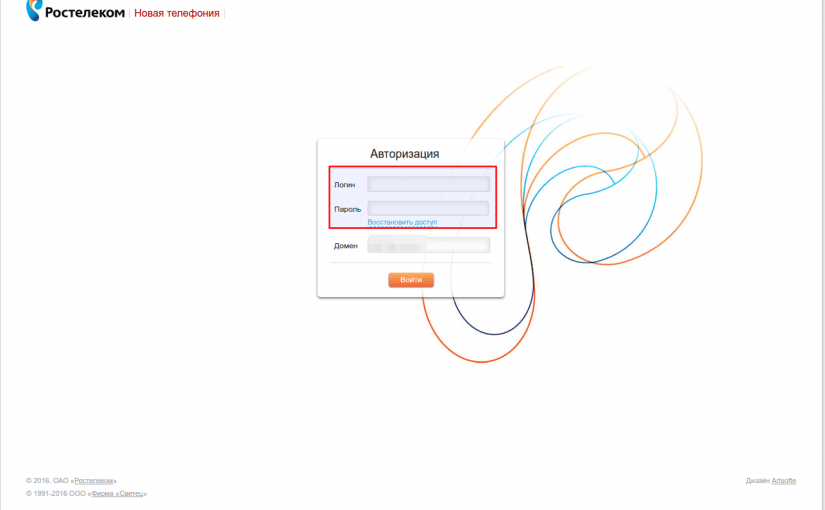 Ростелеком | Новая телефония |
Авторизация
Логин
Пароль
Восстановить доступ
Домен
Войти
© 2016. ОАО «Ростелеком»
Дизайн Artsofte
© 1991-2016 ООО «Фирма «Светец»